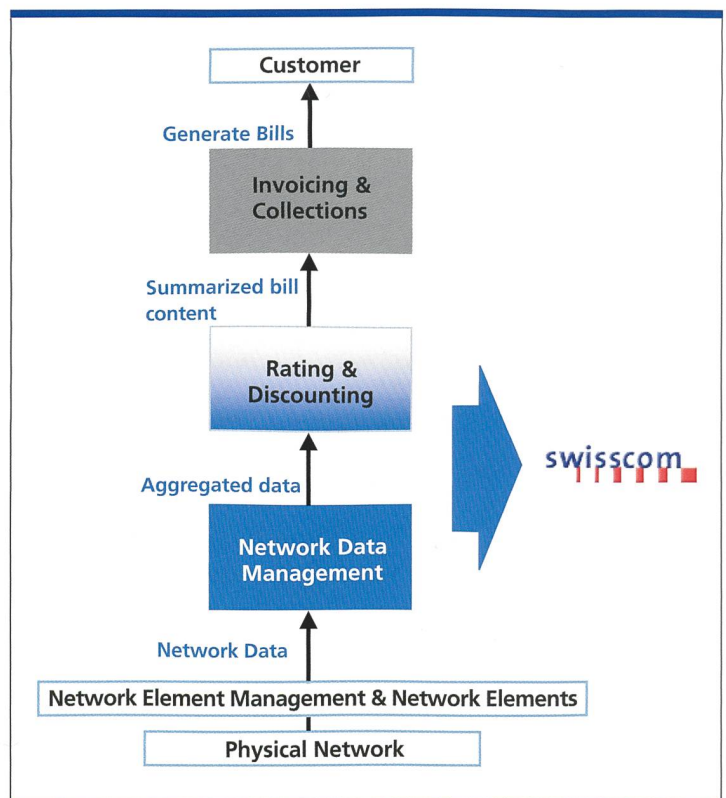 Customer
Generate Bills
Invoicing &
Collections
Summarized bill
content
Rating &
Discounting
swisscom
Aggregated data
Network Data
Management
Network Data
Network Element Management & Network Elements
Physical Network